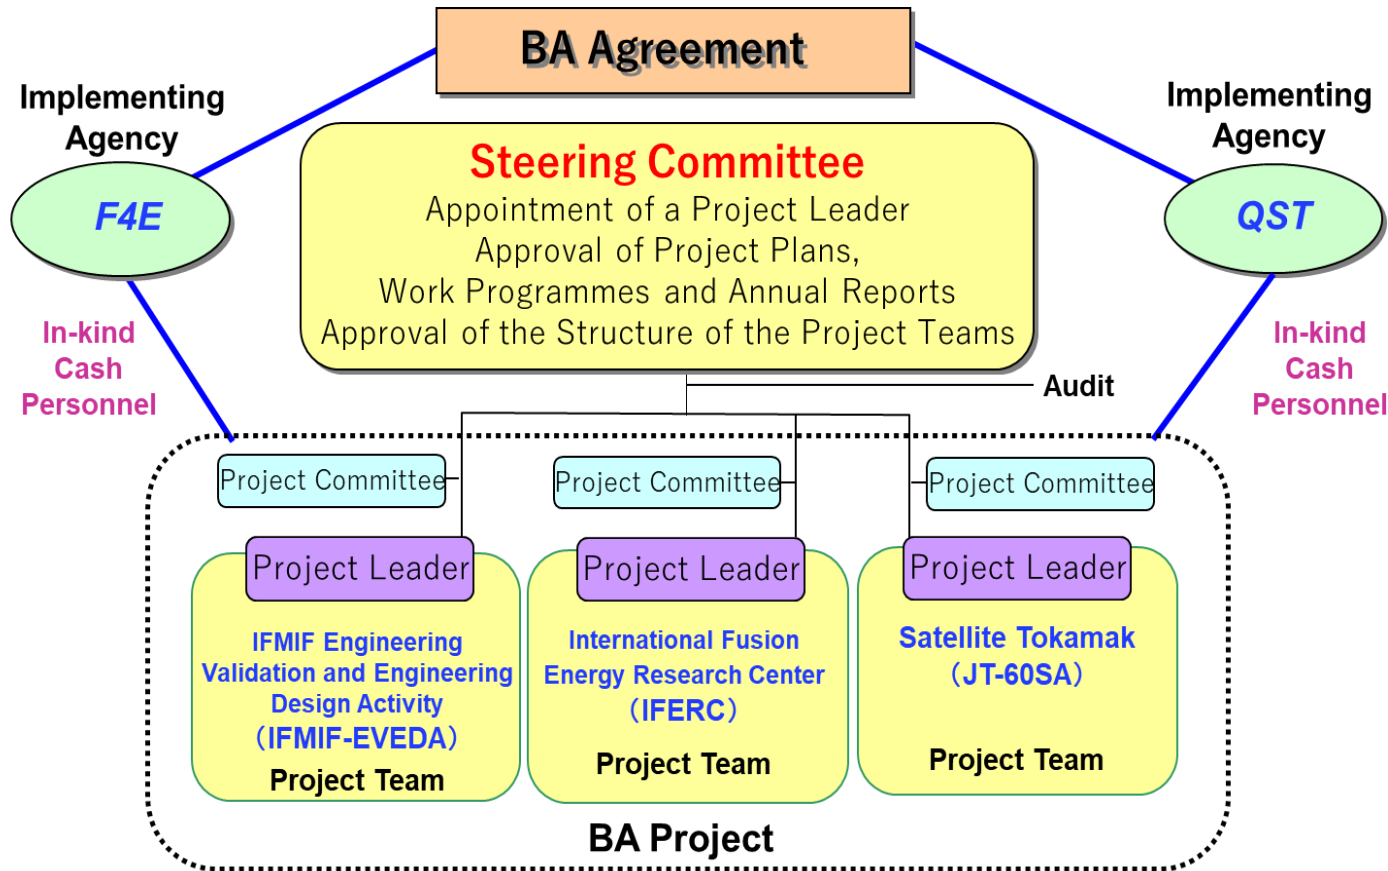 BA Agreement
Implementing
Agency
F4E
Implementing
Agency
QST
Steering Committee
Appointment of a Project Leader
Approval of Project Plans,
Work Programmes and Annual Reports
Approval of the Structure of the Project Teams
In-kind
Cash
Personnel
In-kind
Cash
Personnel
Audit
Project Committee
Project Committee
Project Committee
Project Leader
IFMIF Engineering
Validation and Engineering
Design Activity
（IFMIF-EVEDA）
Project Team
Project Leader
International Fusion
Energy Research Center
（IFERC）
Project Team
Project Leader
Satellite Tokamak
（JT-60SA）
Project Team
BA Project